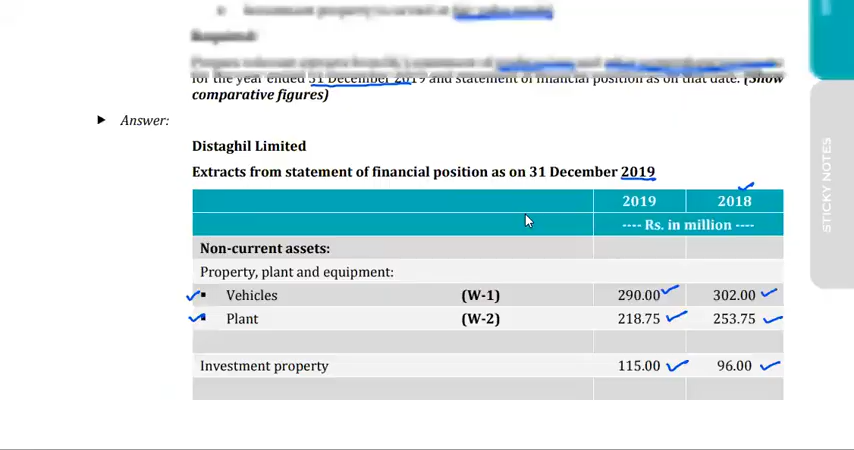 Required:
for the year ended 31 December 2019 and statement of financial position as on that date. (Show
comparative figures)
Answer:
Distaghil Limited
Extracts from statement of financial position as on 31 December 2019
2019 2018
---- Rs. in million ----
Non-current assets:
Property, plant and equipment:
▪ Vehicles (W-1) 290.00 302.00
▪ Plant (W-2) 218.75 253.75
Investment property 115.00 96.00
STICKY NOTES